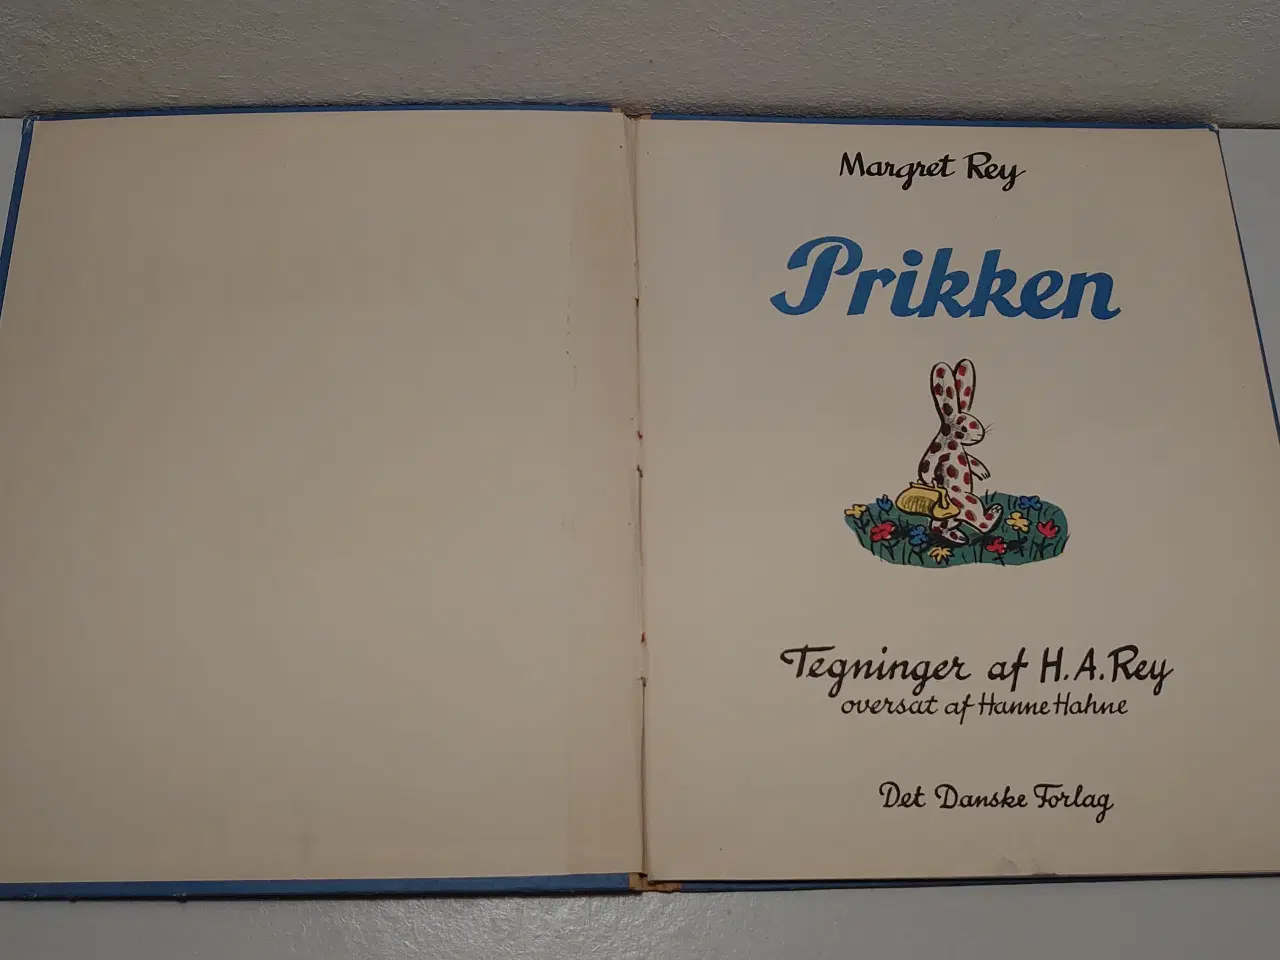 Margret Rey
Prikken
Tegninger af H. A. Rey
oversat af Hanne Hahne
Det Danske Forlag